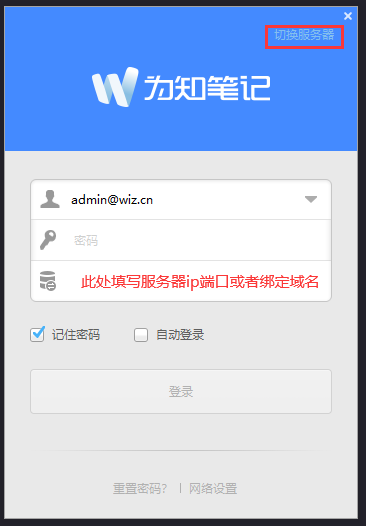 切换服务器
为知笔记
admin@wiz.cn
密码
此处填写服务器ip端口或者绑定域名
记住密码 自动登录
登录
重置密码? | 网络设置